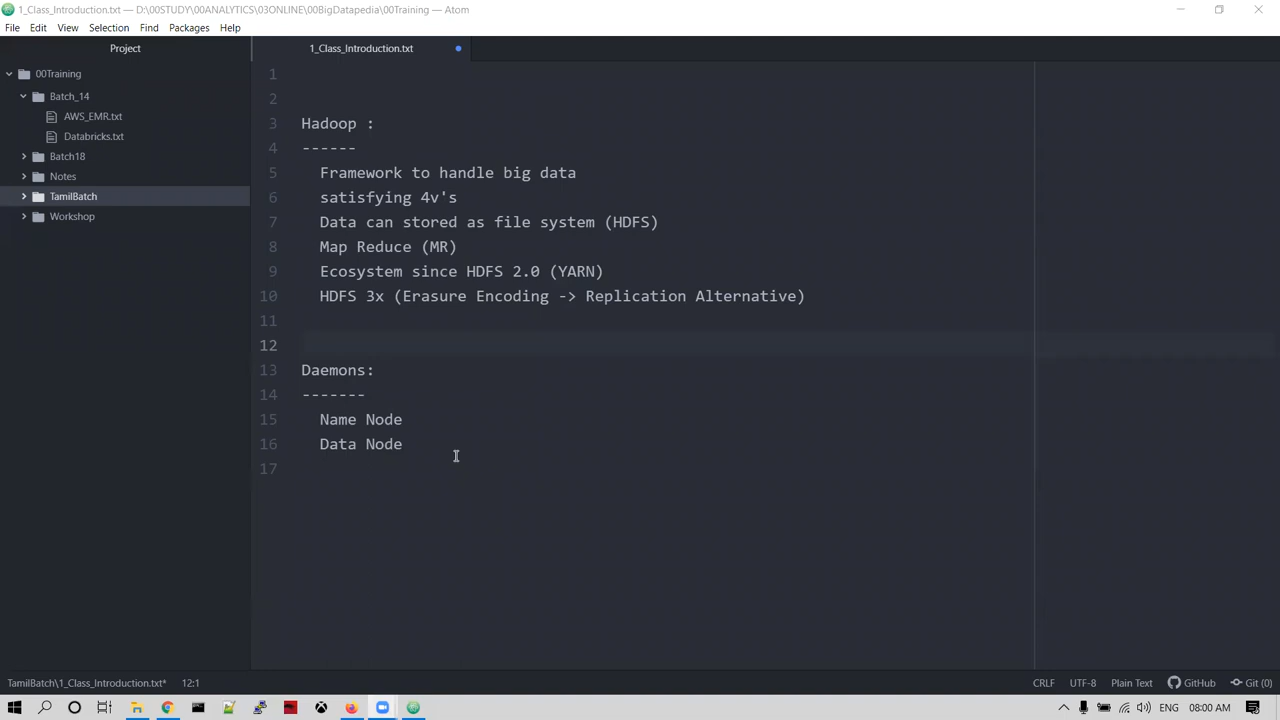 1_Class_Introduction.txt — D:\00STUDY\00ANALYTICS\03ONLINE\00BigDatapedia\00Training — Atom
File Edit View Selection Find Packages Help
Project
1_Class_Introduction.txt
00Training
Batch_14
AWS_EMR.txt
Databricks.txt
Batch18
Notes
TamilBatch
Workshop
1
2
3 Hadoop :
4 ------
5 Framework to handle big data
6 satisfying 4v's
7 Data can stored as file system (HDFS)
8 Map Reduce (MR)
9 Ecosystem since HDFS 2.0 (YARN)
10 HDFS 3x (Erasure Encoding -> Replication Alternative)
11
12
13 Daemons:
14 -------
15 Name Node
16 Data Node
17
TamilBatch\1_Class_Introduction.txt* 12:1 CRLF UTF-8 Plain Text GitHub Git (0)
ENG 08:00 AM